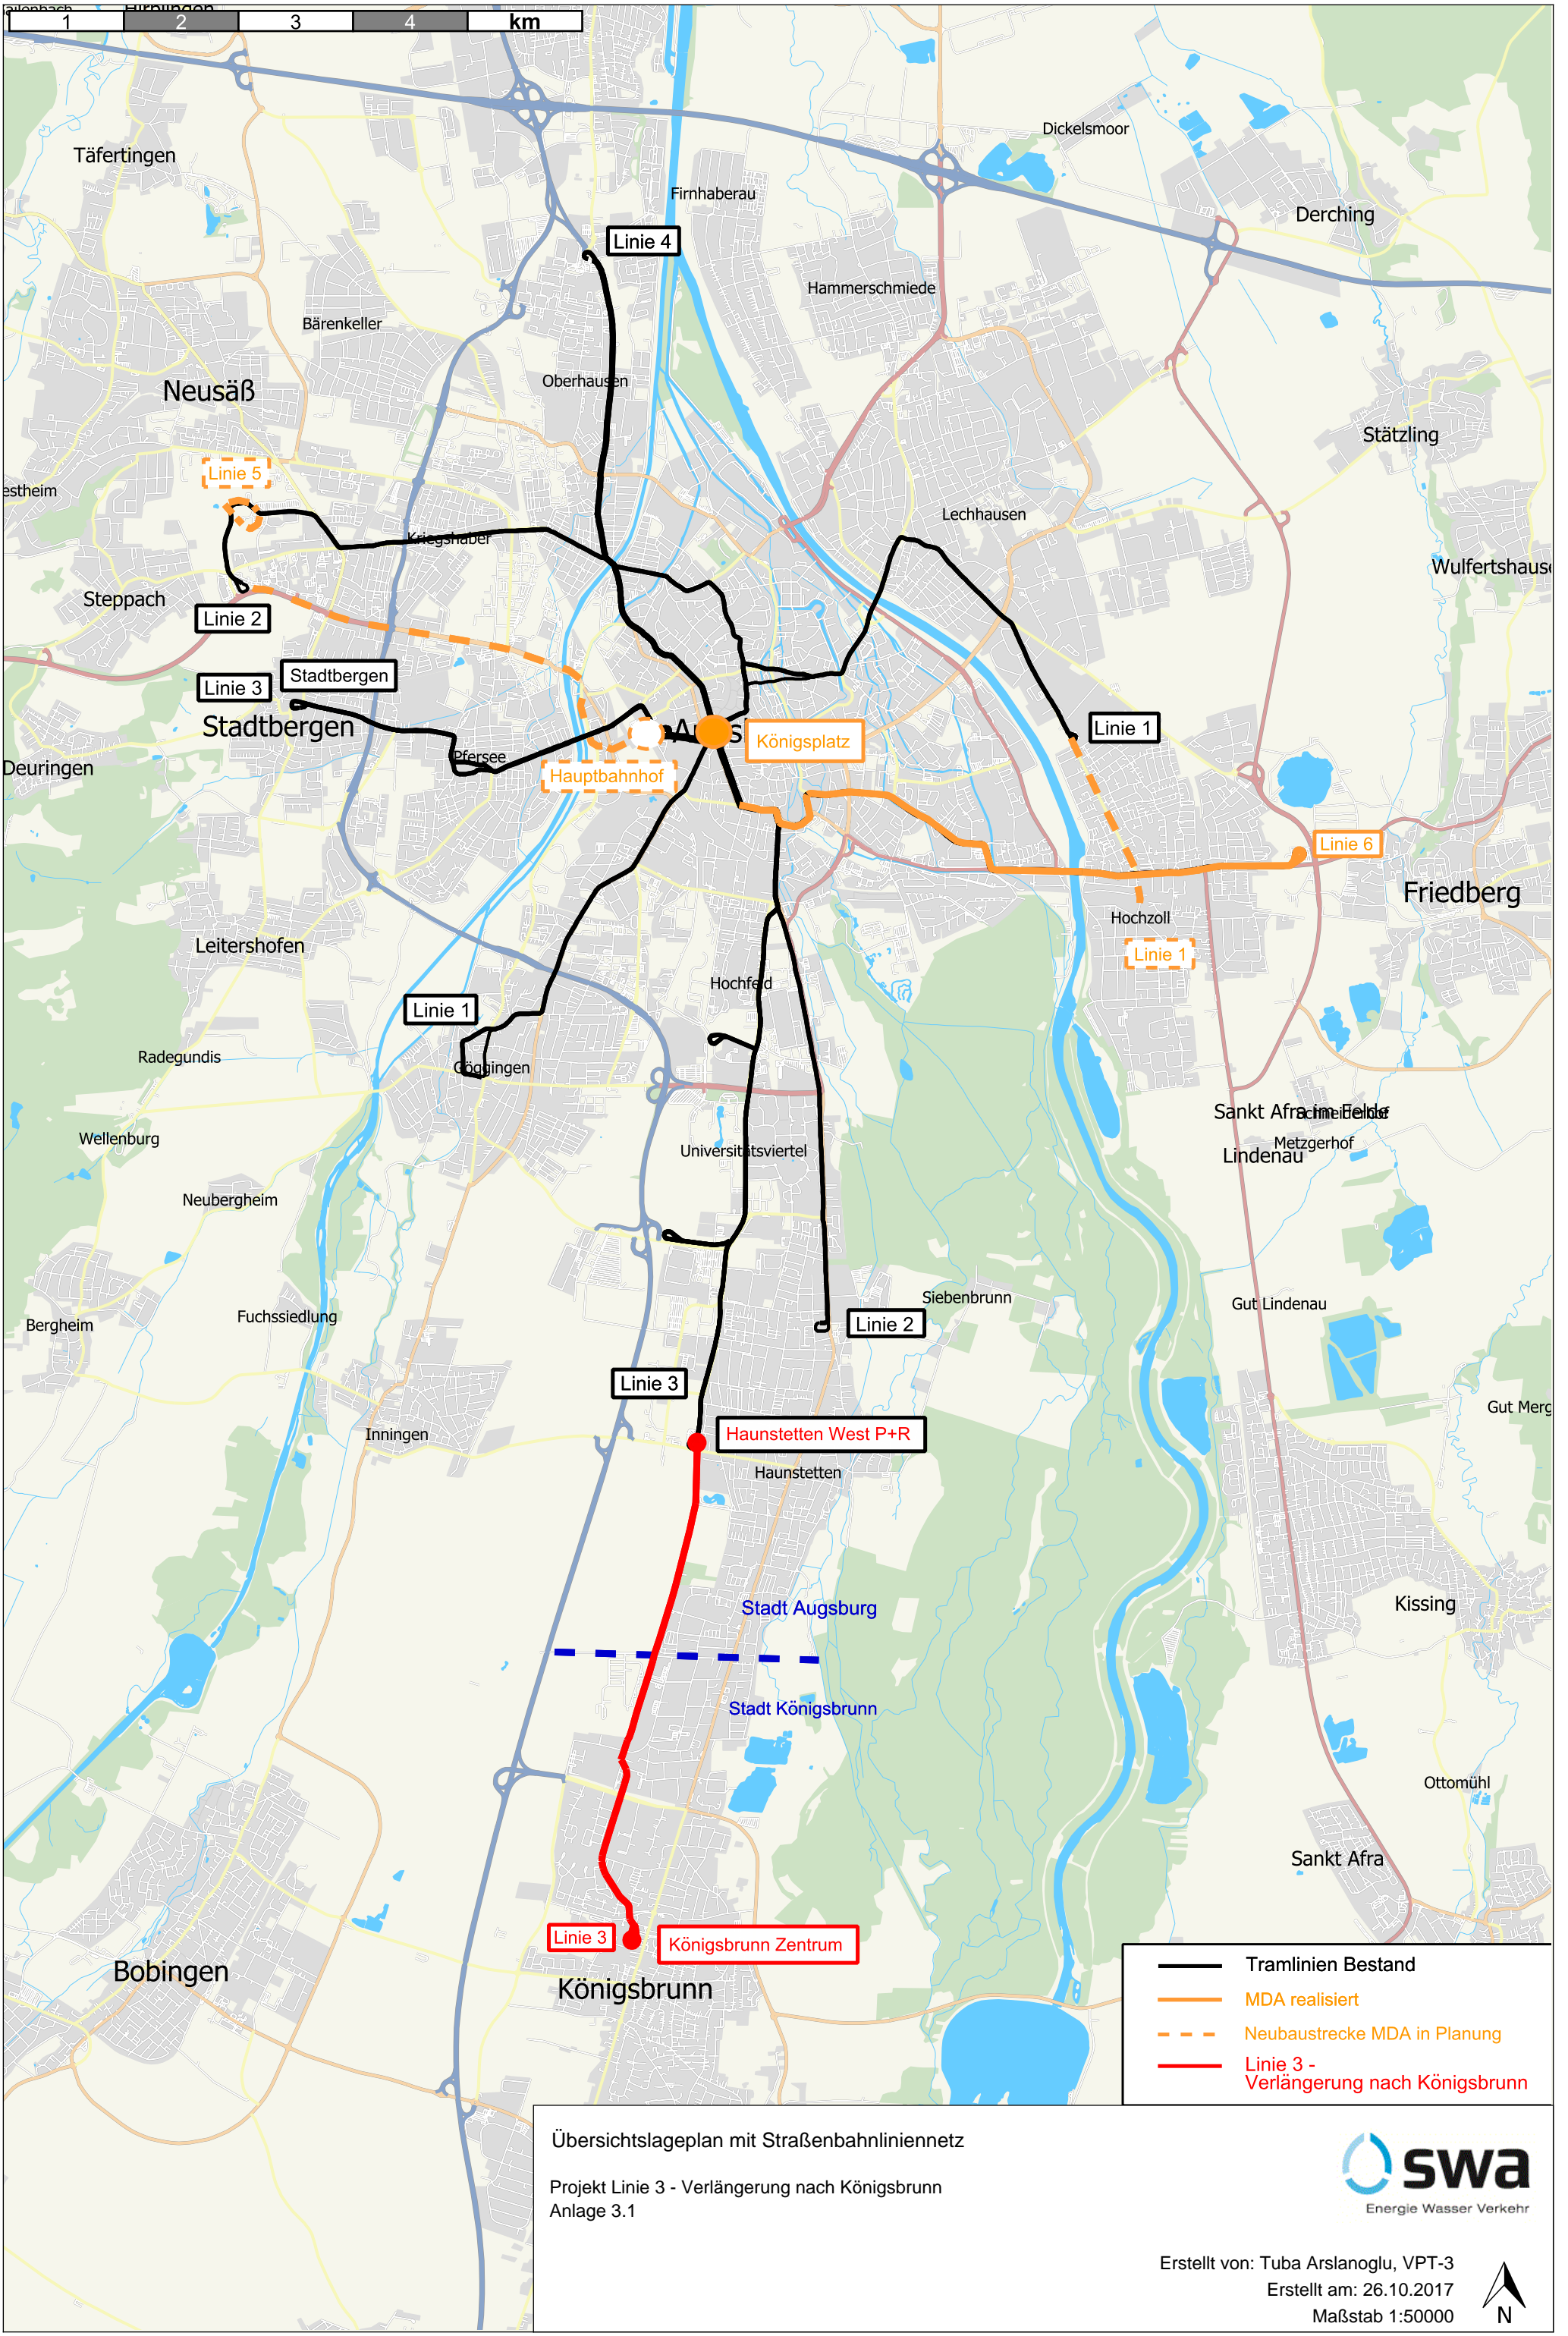 Hirblingen
1 2 3 4 km
Täfertingen
Dickelsmoor
Firnhaberau
Derching
Linie 4
Hammerschmiede
Bärenkeller
Oberhausen
Neusäß
Stätzling
Linie 5
estheim
Lechhausen
Kriegshaber
Wulfertshause
Steppach
Linie 2
Stadtbergen
Linie 3
Stadtbergen
Linie 1
Königsplatz
Pfersee
Deuringen
Hauptbahnhof
Linie 6
Friedberg
Hochzoll
Leitershofen
Linie 1
Hochfeld
Linie 1
Radegundis
Göggingen
Sankt Afra im Felde
Wellenburg
Metzgerhof
Universitätsviertel
Lindenau
Neubergheim
Siebenbrunn
Gut Lindenau
Fuchssiedlung
Bergheim
Linie 2
Linie 3
Gut Merg
Inningen
Haunstetten West P+R
Haunstetten
Kissing
Stadt Augsburg
Stadt Königsbrunn
Ottomühl
Sankt Afra
Linie 3
Königsbrunn Zentrum
Bobingen
Königsbrunn
Tramlinien Bestand
MDA realisiert
Neubaustrecke MDA in Planung
Linie 3 -
Verlängerung nach Königsbrunn
Übersichtslageplan mit Straßenbahnliniennetz
Projekt Linie 3 - Verlängerung nach Königsbrunn
Anlage 3.1
swa
Energie Wasser Verkehr
Erstellt von: Tuba Arslanoglu, VPT-3
Erstellt am: 26.10.2017
Maßstab 1:50000
N